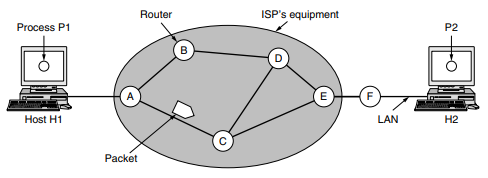 Process P1
Router
ISP's equipment
P2
B
D
A
E
F
C
Host H1
Packet
LAN
H2